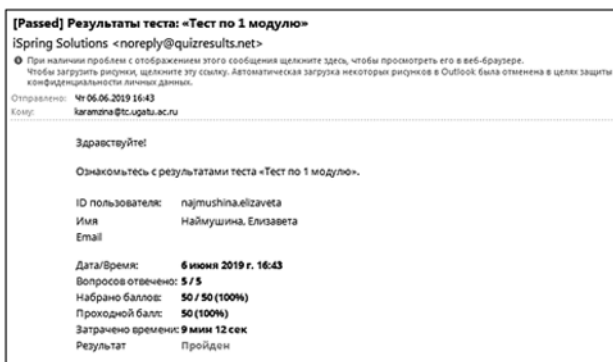 [Passed] Результаты теста: «Тест по 1 модулю»
iSpring Solutions <noreply@quizresults.net>
При наличии проблем с отображением этого сообщения щелкните здесь, чтобы просмотреть его в веб-браузере.
Чтобы загрузить рисунки, щелкните эту ссылку. Автоматическая загрузка некоторых рисунков в Outlook была отменена в целях защиты
конфиденциальности личных данных.
Отправлено: Чт 06.06.2019 16:43
Кому: karamzina@tc.ugatu.ac.ru
Здравствуйте!
Ознакомьтесь с результатами теста «Тест по 1 модулю».
ID пользователя: najmushina.elizaveta
Имя Наймушина, Елизавета
Email
Дата/Время: 6 июня 2019 г. 16:43
Вопросов отвечено: 5 / 5
Набрано баллов: 50 / 50 (100%)
Проходной балл: 50 (100%)
Затрачено времени: 9 мин 12 сек
Результат Пройден